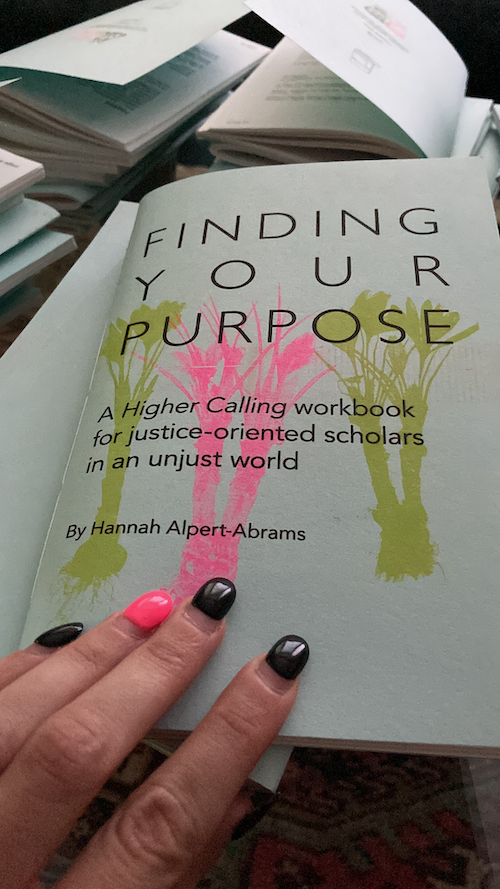 FINDING
YOUR
PURPOSE
A Higher Calling workbook
for justice-oriented scholars
in an unjust world
By Hannah Alpert-Abrams